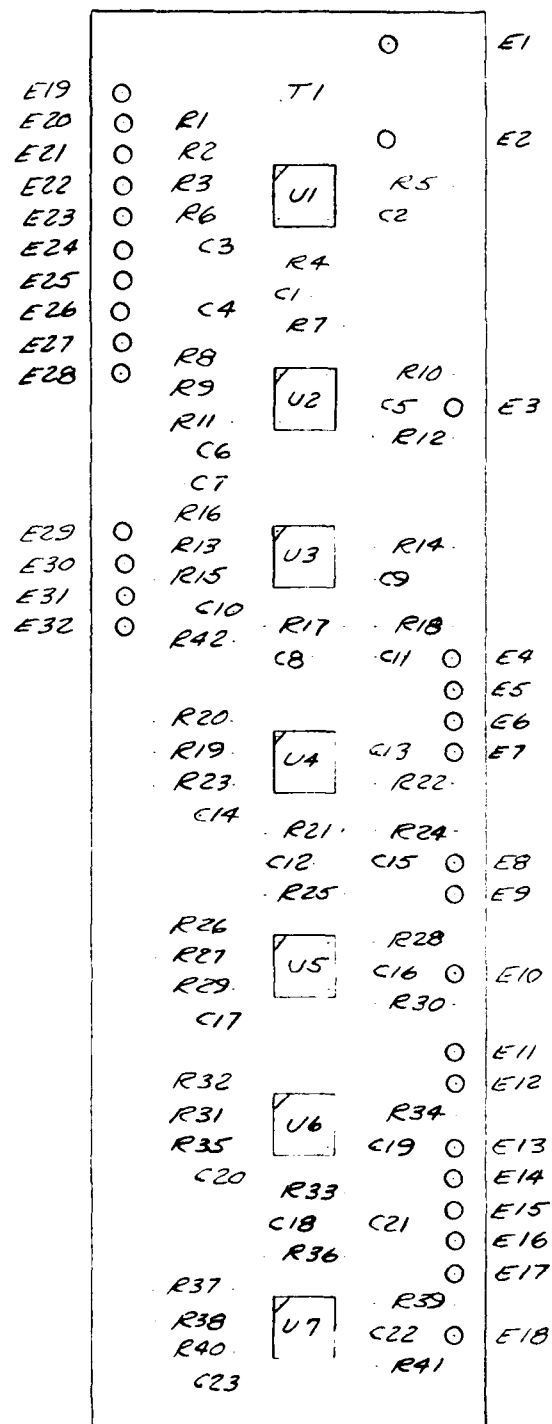 E1
E19 T1
E20 R1
E21 R2 E2
E22 R3 U1 R5
E23 R6 C2
E24 C3
E25 R4
C1
E26 C4
R7
E27
E28 R8
R9 U2 R10
R11 C5 E3
C6 R12
C7
R16
E29
E30 R13 U3 R14
E31 R15 C9
E32 C10
R42 R17 R18
C8 C11 E4
E5
R20 E6
R19 U4 C13 E7
R23 R22
C14
R21 R24
C12 C15 E8
R25 E9
R26
R27 U5 R28
R29 C16 E10
C17 R30
E11
R32 E12
R31 U6 R34
R35 C19 E13
C20 E14
R33 E15
C18 C21
R36 E16
E17
R37
R38 U7 R39
R40 C22 E18
C23 R41